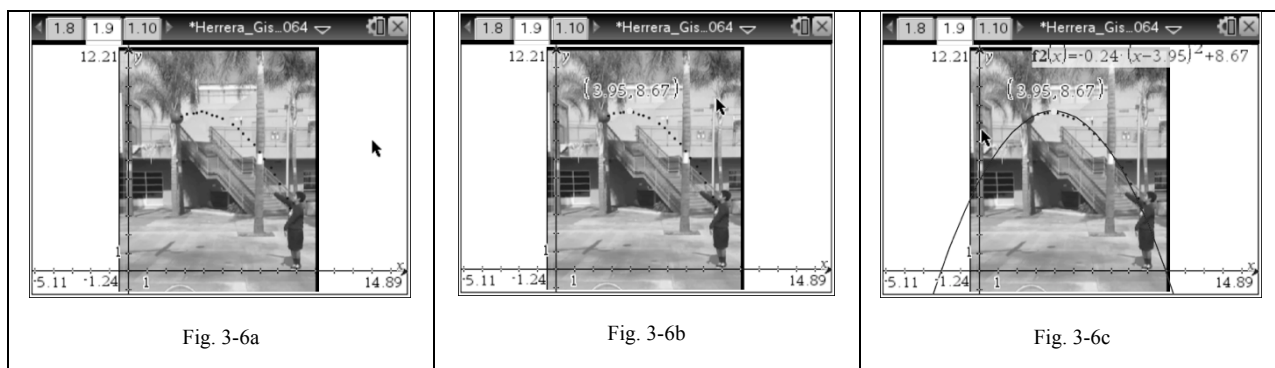 1.8 1.9 1.10 *Herrera_Gis…064
12.21 y
1
-5.11 -1.24 1 14.89 x
Fig. 3-6a
1.8 1.9 1.10 *Herrera_Gis…064
12.21 y
(3.95,8.67)
1
-5.11 -1.24 1 14.89 x
Fig. 3-6b
1.8 1.9 1.10 *Herrera_Gis…064
12.21 y f2(x)=-0.24·(x-3.95)²+8.67
(3.95,8.67)
1
-5.11 -1.24 1 14.89 x
Fig. 3-6c